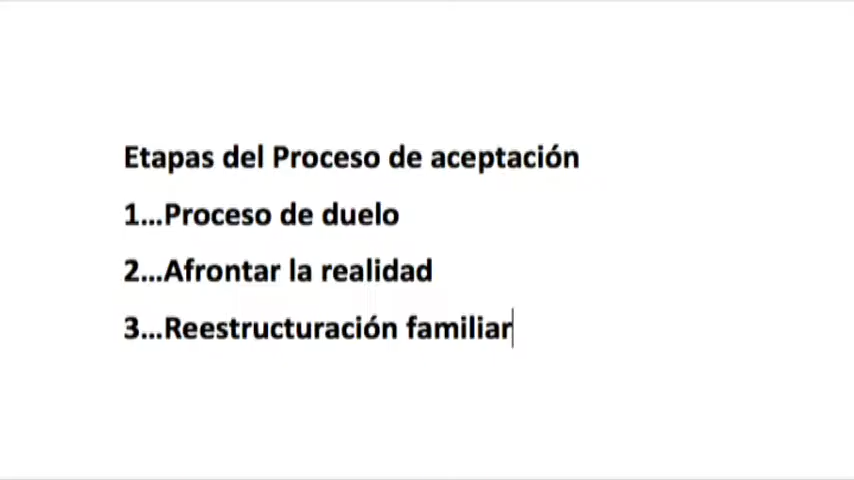 Etapas del Proceso de aceptación
1...Proceso de duelo
2...Afrontar la realidad
3...Reestructuración familiar